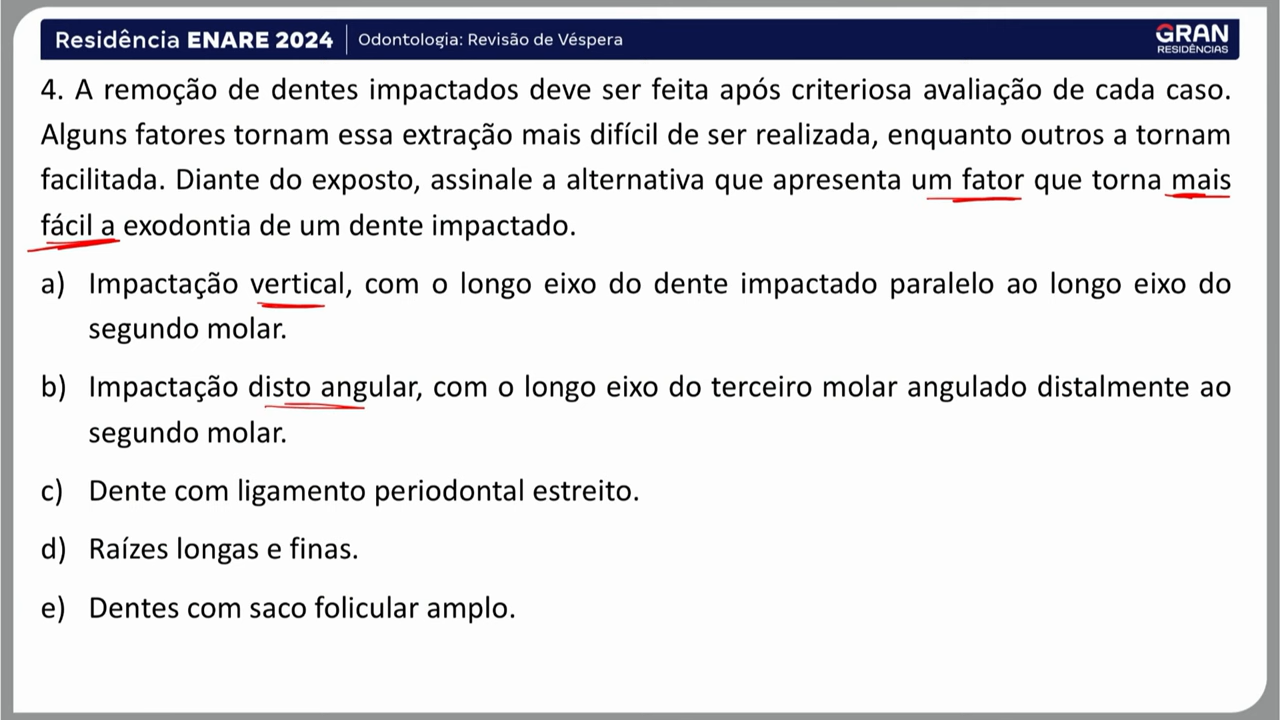 Residência ENARE 2024 | Odontologia: Revisão de Véspera
GRAN
RESIDÊNCIAS
4. A remoção de dentes impactados deve ser feita após criteriosa avaliação de cada caso.
Alguns fatores tornam essa extração mais difícil de ser realizada, enquanto outros a tornam
facilitada. Diante do exposto, assinale a alternativa que apresenta um fator que torna mais
fácil a exodontia de um dente impactado.
a) Impactação vertical, com o longo eixo do dente impactado paralelo ao longo eixo do
segundo molar.
b) Impactação disto angular, com o longo eixo do terceiro molar angulado distalmente ao
segundo molar.
c) Dente com ligamento periodontal estreito.
d) Raízes longas e finas.
e) Dentes com saco folicular amplo.